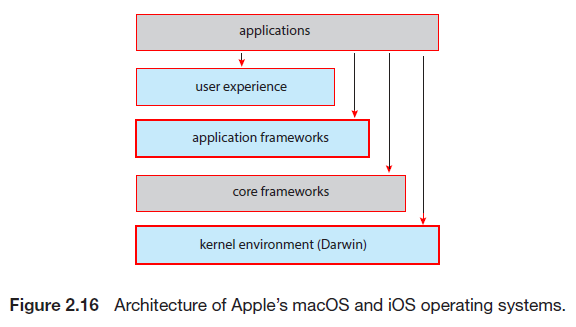 applications
user experience
application frameworks
core frameworks
kernel environment (Darwin)
Figure 2.16 Architecture of Apple's macOS and iOS operating systems.